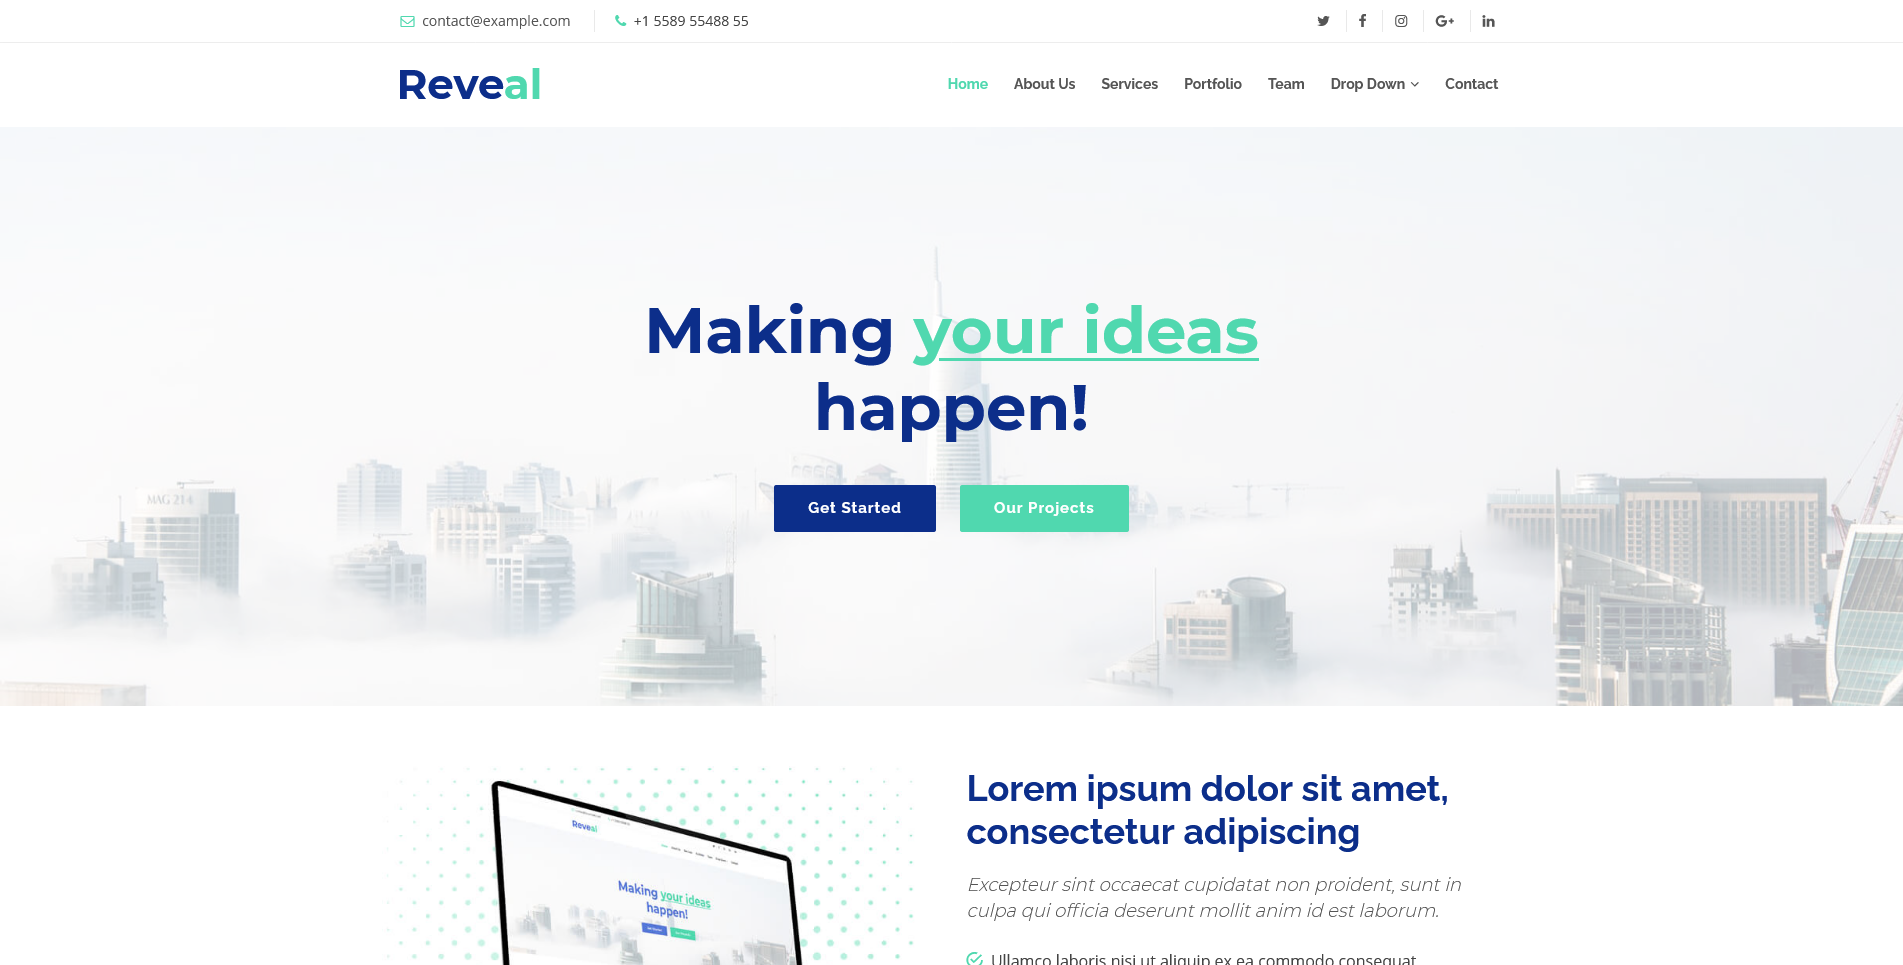 contact@example.com
+1 5589 55488 55
Reveal
Home About Us Services Portfolio Team Drop Down Contact
Making your ideas
happen!
MAG 214
Get Started Our Projects
Lorem ipsum dolor sit amet,
consectetur adipiscing
Excepteur sint occaecat cupidatat non proident, sunt in
culpa qui officia deserunt mollit anim id est laborum.
Ullamco laboris nisi ut aliquip ex ea commodo consequat
Reveal
Making your ideas
happen!